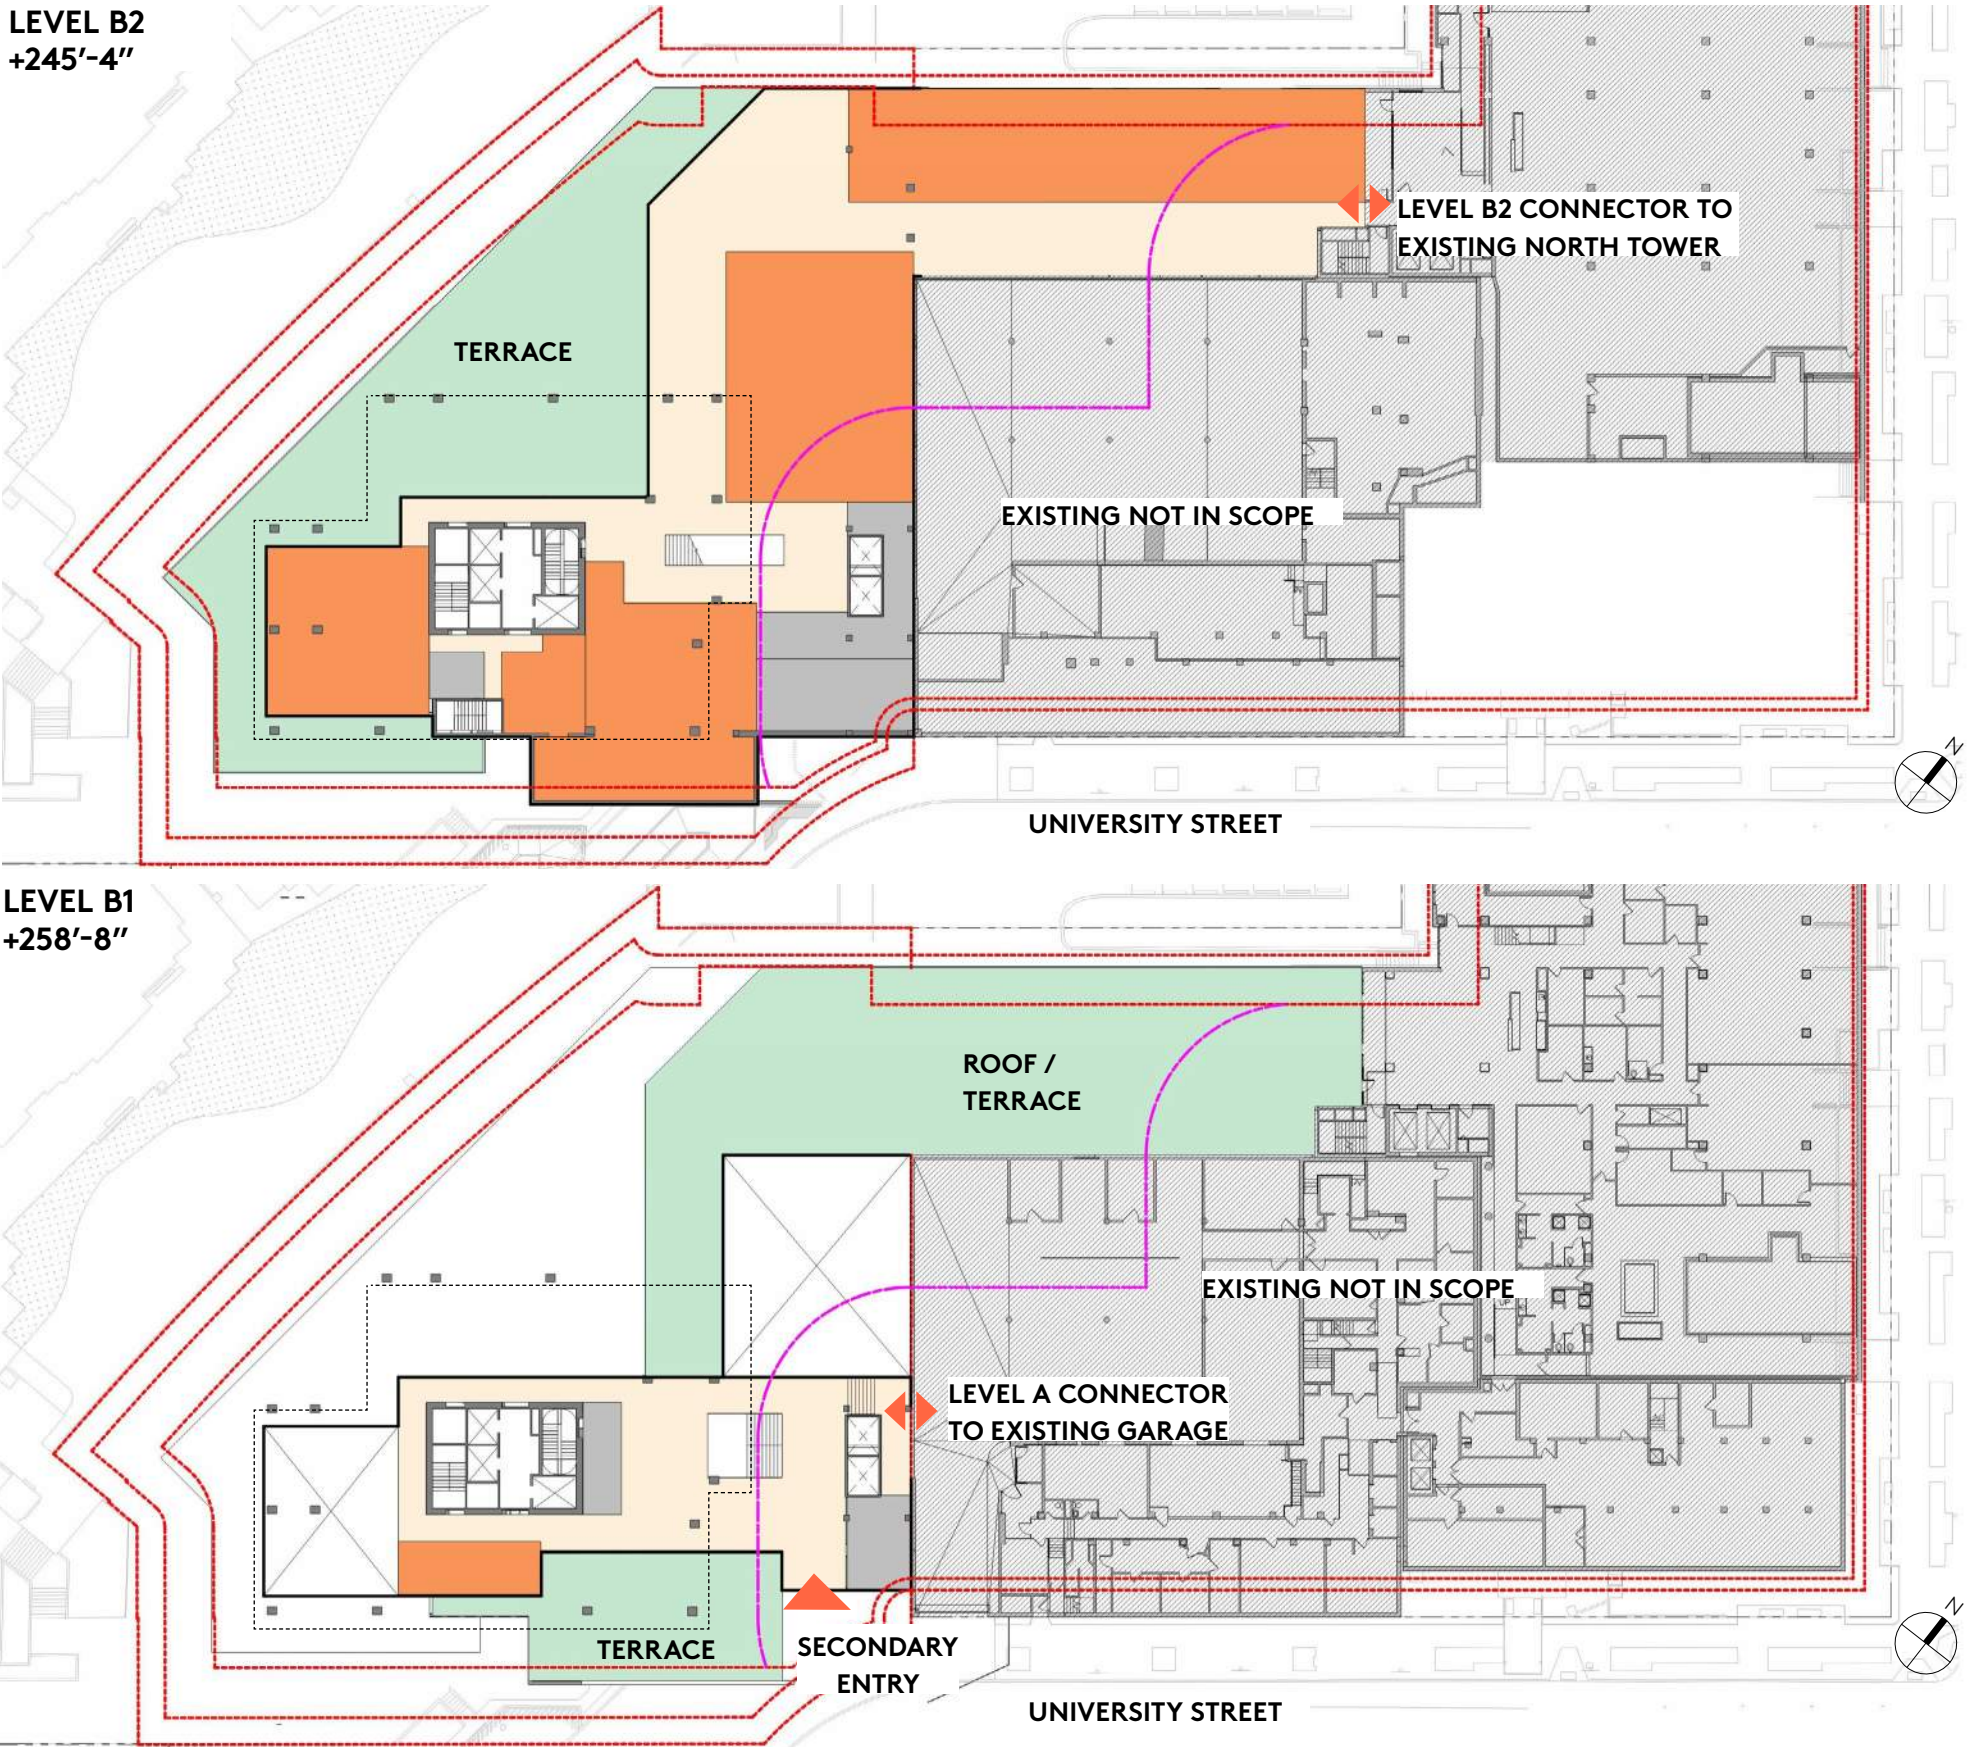 LEVEL B2
+245'-4"
LEVEL B2 CONNECTOR TO
EXISTING NORTH TOWER
TERRACE
EXISTING NOT IN SCOPE
N
UNIVERSITY STREET
LEVEL B1
+258'-8"
ROOF /
TERRACE
EXISTING NOT IN SCOPE
LEVEL A CONNECTOR
TO EXISTING GARAGE
N
TERRACE
SECONDARY
ENTRY
UNIVERSITY STREET